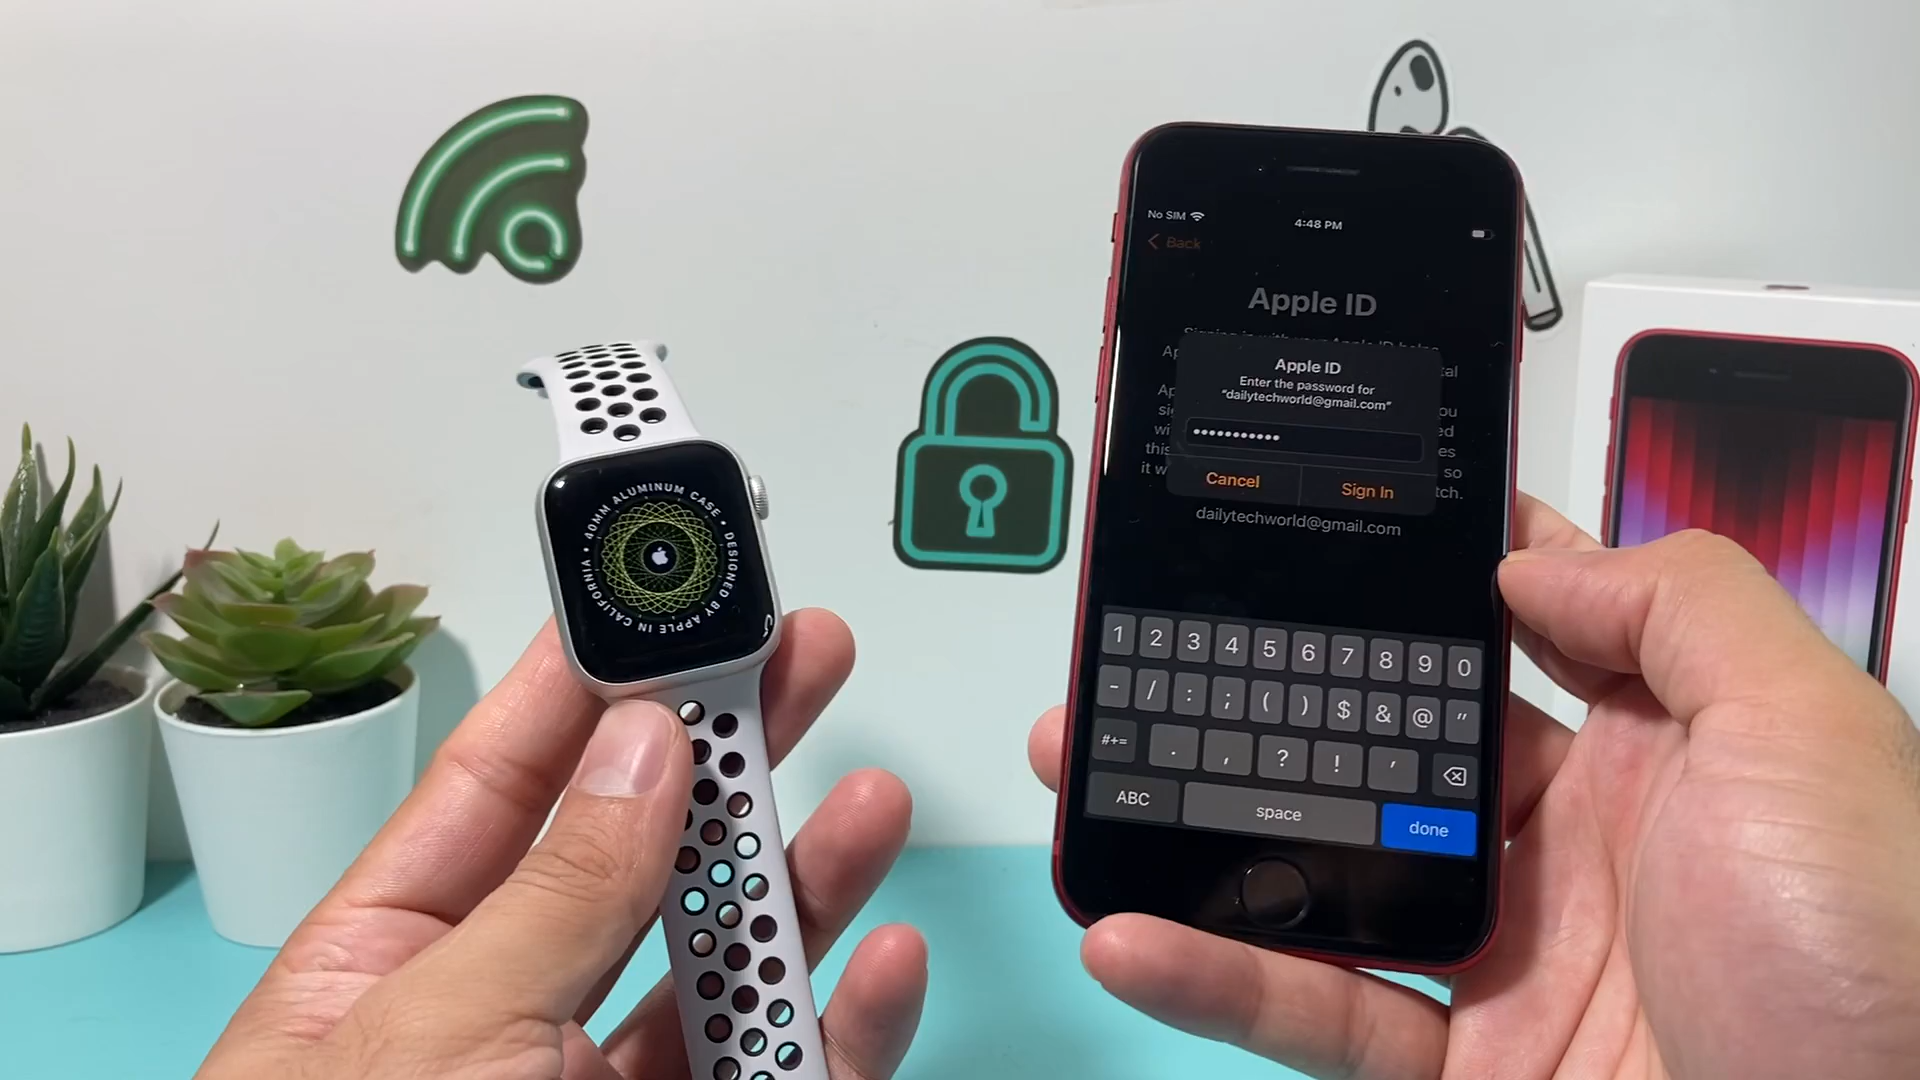 40MM ALUMINUM CASE • DESIGNED BY APPLE IN CALIFORNIA •
No SIM
4:48 PM
Back
Apple ID
Apple ID
Enter the password for
“dailytechworld@gmail.com”
•••••••••••
Cancel
Sign In
dailytechworld@gmail.com
1 2 3 4 5 6 7 8 9 0
- / : ; ( ) $ & @ "
#+= . , ? ! '
ABC space done